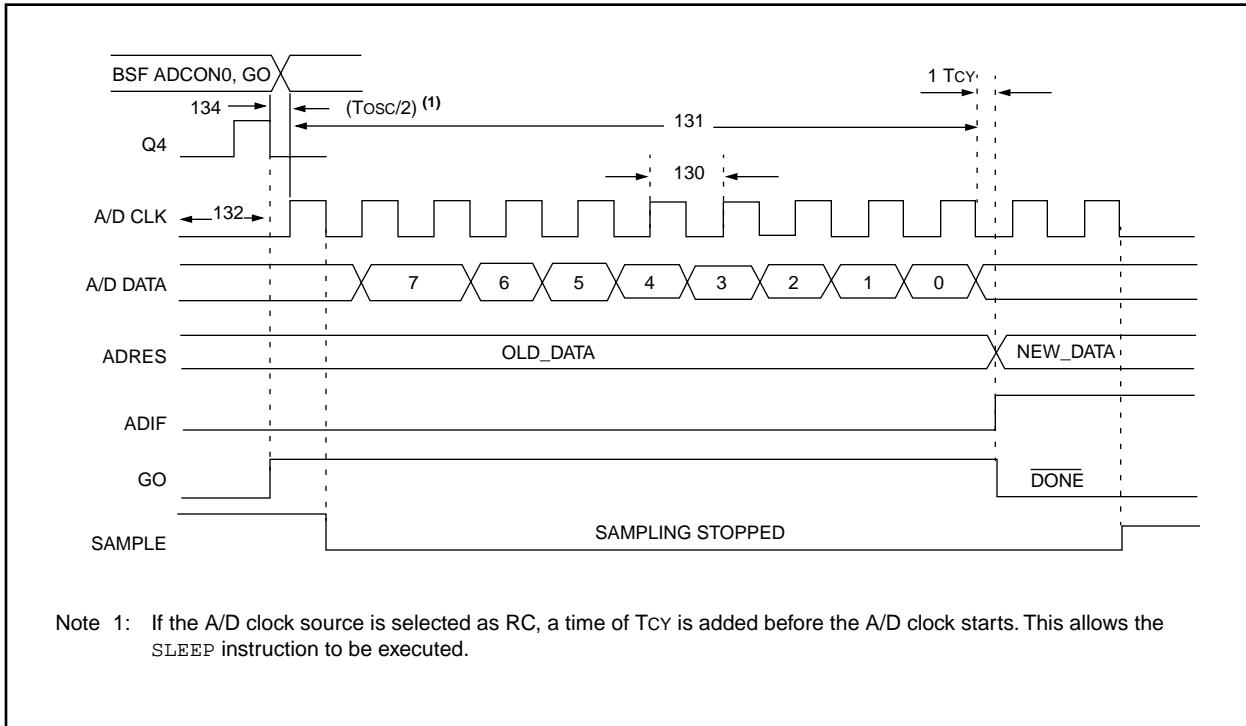 BSF ADCON0, GO
134
(TOSC/2) (1)
1 TCY
131
Q4
130
A/D CLK
132
A/D DATA
7 6 5 4 3 2 1 0
ADRES
OLD_DATA
NEW_DATA
ADIF
GO
DONE
SAMPLE
SAMPLING STOPPED
Note 1: If the A/D clock source is selected as RC, a time of TCY is added before the A/D clock starts. This allows the
SLEEP instruction to be executed.